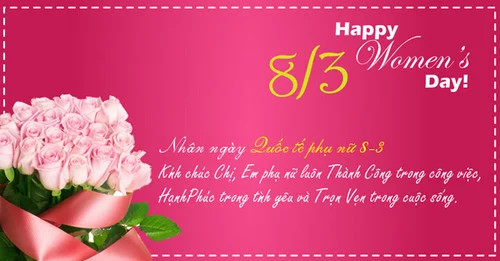 Happy
8/3 Women's
Day!
Nhân ngày Quốc tế phụ nữ 8-3
Kính chúc Chị, Em phụ nữ luôn Thành Công trong công việc,
HạnhPhúc trong tình yêu và Trọn Vẹn trong cuộc sống.